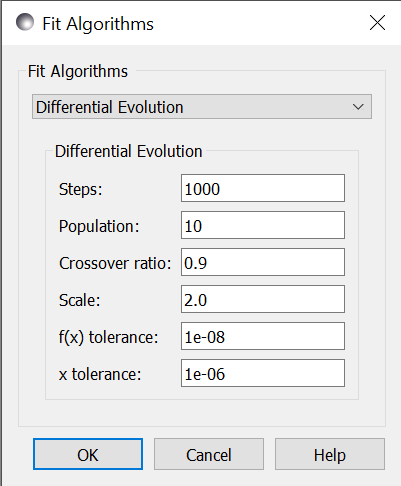 Fit Algorithms
Fit Algorithms
Differential Evolution
Differential Evolution
Steps: 1000
Population: 10
Crossover ratio: 0.9
Scale: 2.0
f(x) tolerance: 1e-08
x tolerance: 1e-06
OK Cancel Help